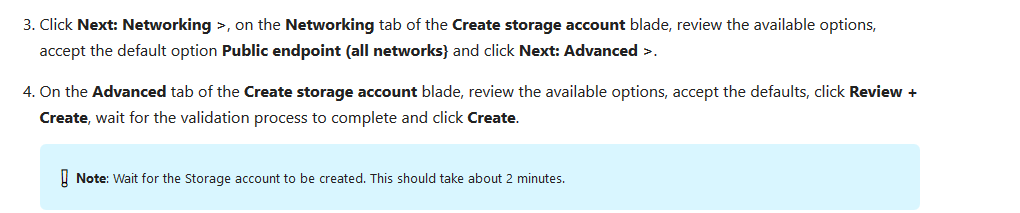 3. Click Next: Networking >, on the Networking tab of the Create storage account blade, review the available options,
accept the default option Public endpoint (all networks} and click Next: Advanced >.
4. On the Advanced tab of the Create storage account blade, review the available options, accept the defaults, click Review +
Create, wait for the validation process to complete and click Create.
Note: Wait for the Storage account to be created. This should take about 2 minutes.